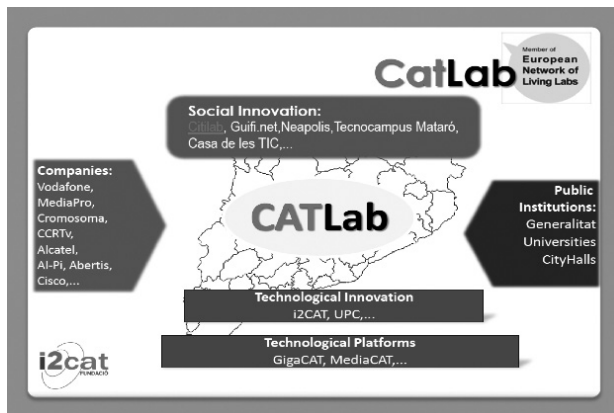 CatLab
Member of
European
Network of
Living Labs
Social Innovation:
Citilab, Guifi.net,Neapolis,Tecnocampus Mataró,
Casa de les TIC,...
Companies:
Vodafone,
MediaPro,
Cromosoma,
CCRTv,
Alcatel,
Al-Pi, Abertis,
Cisco,...
CATLab
Public
Institutions:
Generalitat
Universities
CityHalls
Technological Innovation
i2CAT, UPC,...
Technological Platforms
GigaCAT, MediaCAT,...
i2cat
FUNDACIÓ